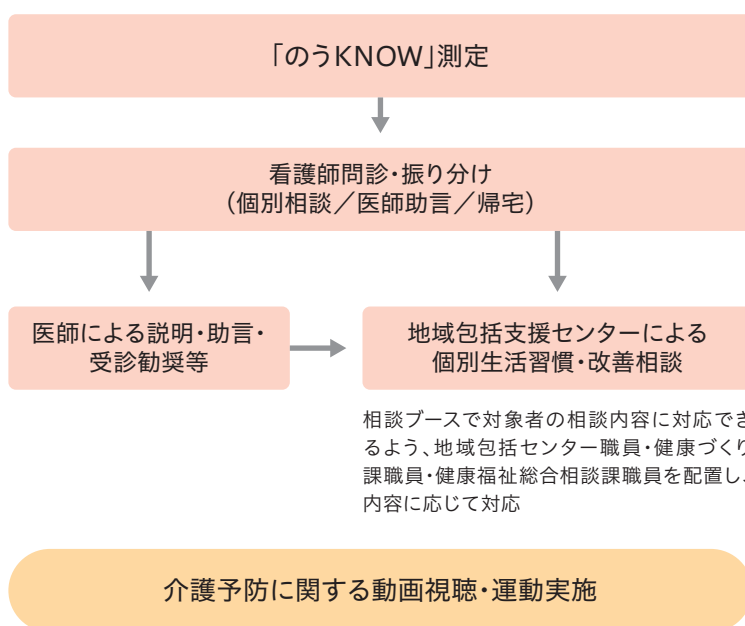 「のうKNOW」測定
看護師問診・振り分け
（個別相談／医師助言／帰宅）
医師による説明・助言・
受診勧奨等
地域包括支援センターによる
個別生活習慣・改善相談
相談ブースで対象者の相談内容に対応でき
るよう、地域包括センター職員・健康づくり
課職員・健康福祉総合相談課職員を配置し、
内容に応じて対応
介護予防に関する動画視聴・運動実施